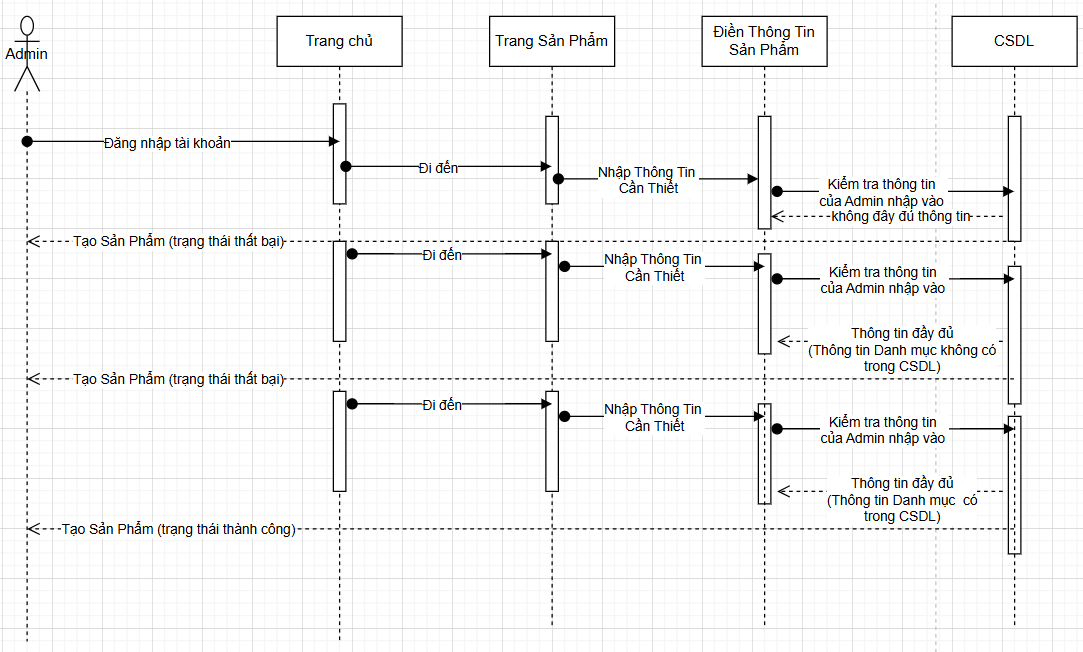 Admin
Trang chủ
Trang Sản Phẩm
Điền Thông Tin
Sản Phẩm
CSDL
Đăng nhập tài khoản
Đi đến
Nhập Thông Tin
Cần Thiết
Kiểm tra thông tin
của Admin nhập vào
không đây đủ thông tin
Tạo Sản Phẩm (trạng thái thất bại)
Đi đến
Nhập Thông Tin
Cần Thiết
Kiểm tra thông tin
của Admin nhập vào
Thông tin đầy đủ
(Thông tin Danh mục không có
trong CSDL)
Tạo Sản Phẩm (trạng thái thất bại)
Đi đến
Nhập Thông Tin
Cần Thiết
Kiểm tra thông tin
của Admin nhập vào
Thông tin đầy đủ
(Thông tin Danh mục có
trong CSDL)
Tạo Sản Phẩm (trạng thái thành công)